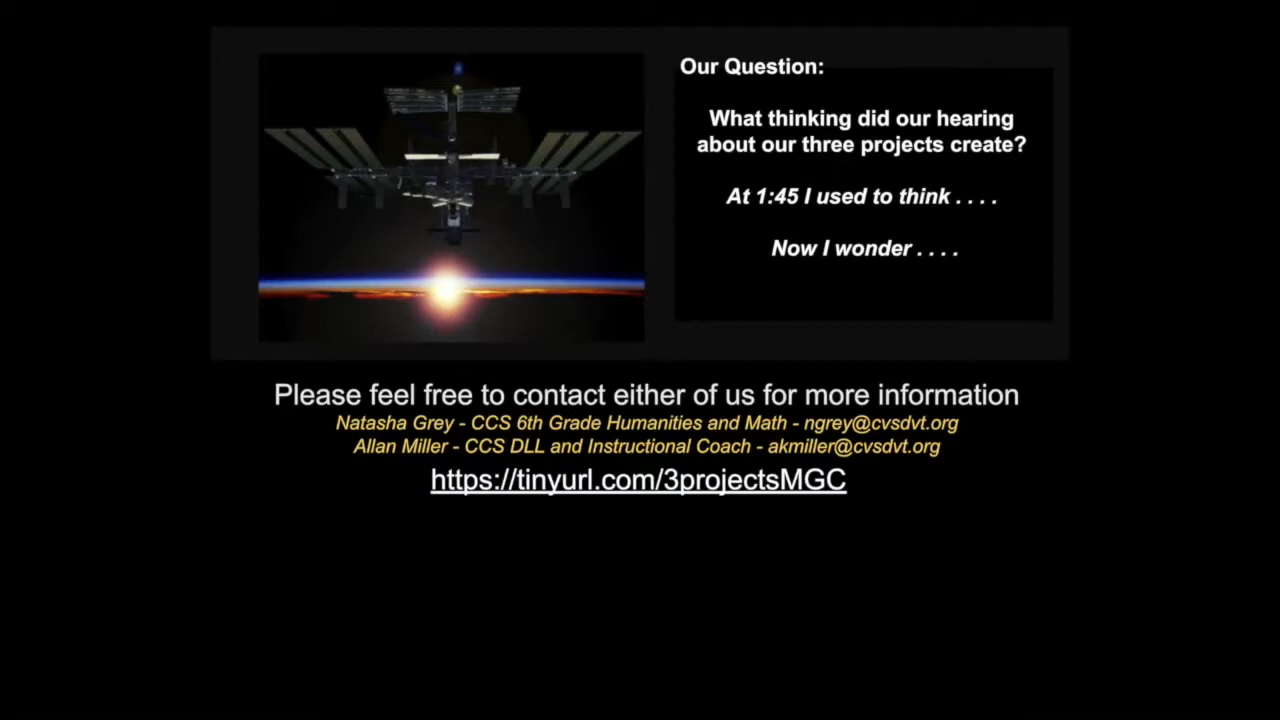 Our Question:
What thinking did our hearing
about our three projects create?
At 1:45 I used to think . . . .
Now I wonder . . . .
Please feel free to contact either of us for more information
Natasha Grey - CCS 6th Grade Humanities and Math - ngrey@cvsdvt.org
Allan Miller - CCS DLL and Instructional Coach - akmiller@cvsdvt.org
https://tinyurl.com/3projectsMGC